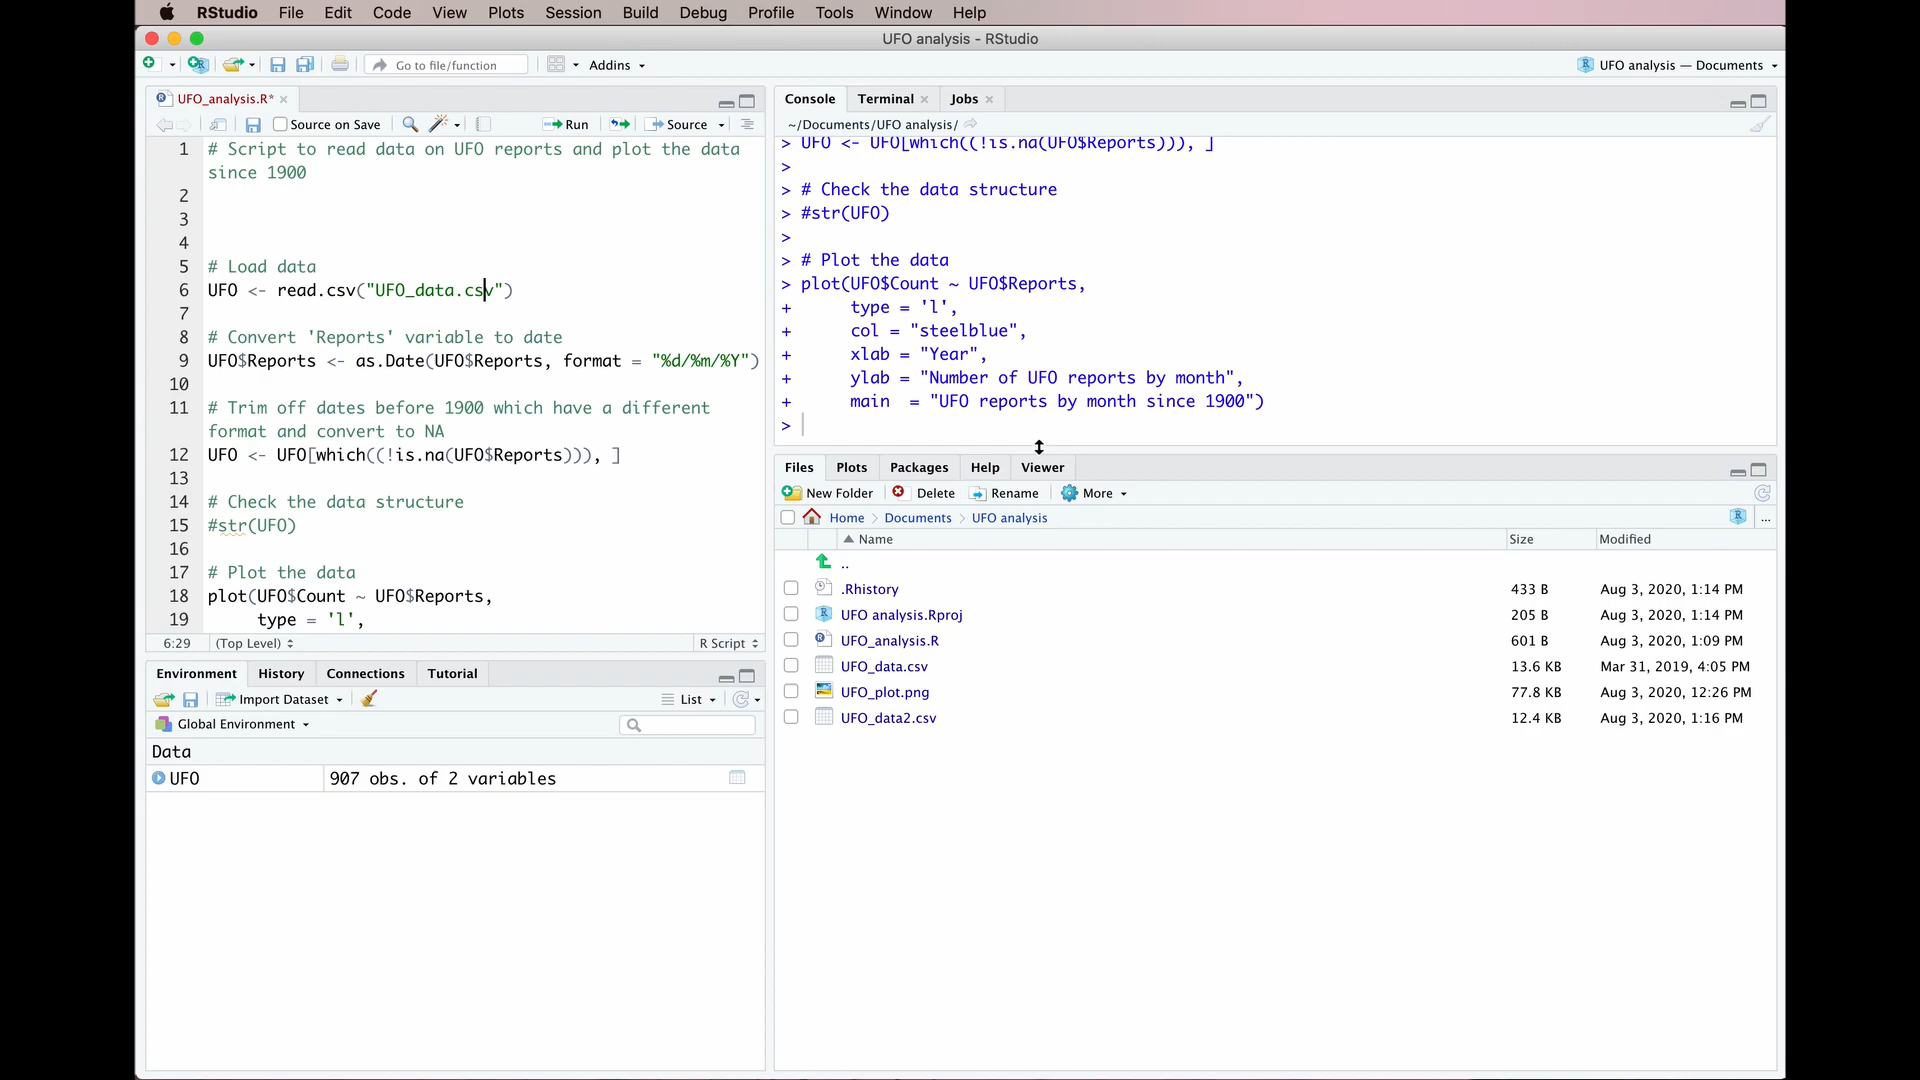 RStudio File Edit Code View Plots Session Build Debug Profile Tools Window Help
UFO analysis - RStudio
Go to file/function Addins UFO analysis — Documents
UFO_analysis.R*
Source on Save Run Source
1 # Script to read data on UFO reports and plot the data
since 1900
2
3
4
5 # Load data
6 UFO <- read.csv("UFO_data.csv")
7
8 # Convert 'Reports' variable to date
9 UFO$Reports <- as.Date(UFO$Reports, format = "%d/%m/%Y")
10
11 # Trim off dates before 1900 which have a different
format and convert to NA
12 UFO <- UFO[which((!is.na(UFO$Reports))), ]
13
14 # Check the data structure
15 #str(UFO)
16
17 # Plot the data
18 plot(UFO$Count ~ UFO$Reports,
19 type = 'l',
6:29 (Top Level) R Script
Environment History Connections Tutorial
Import Dataset List
Global Environment
Data
UFO 907 obs. of 2 variables
Console Terminal Jobs
~/Documents/UFO analysis/
> UFO <- UFO[which((!is.na(UFO$Reports))), ]
>
> # Check the data structure
> #str(UFO)
>
> # Plot the data
> plot(UFO$Count ~ UFO$Reports,
+ type = 'l',
+ col = "steelblue",
+ xlab = "Year",
+ ylab = "Number of UFO reports by month",
+ main = "UFO reports by month since 1900")
>
Files Plots Packages Help Viewer
New Folder Delete Rename More
Home Documents UFO analysis ...
Name Size Modified
..
.Rhistory 433 B Aug 3, 2020, 1:14 PM
UFO analysis.Rproj 205 B Aug 3, 2020, 1:14 PM
UFO_analysis.R 601 B Aug 3, 2020, 1:09 PM
UFO_data.csv 13.6 KB Mar 31, 2019, 4:05 PM
UFO_plot.png 77.8 KB Aug 3, 2020, 12:26 PM
UFO_data2.csv 12.4 KB Aug 3, 2020, 1:16 PM